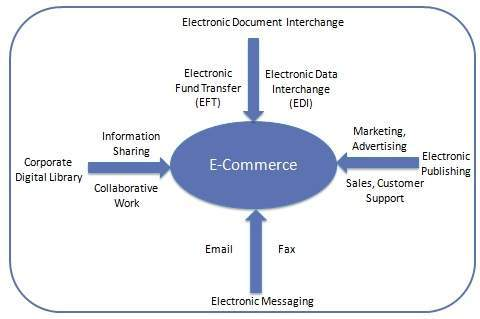 Electronic Document Interchange
Electronic
Fund Transfer
(EFT)
Electronic Data
Interchange
(EDI)
Information
Sharing
E-Commerce
Marketing,
Advertising
Corporate
Digital Library
Electronic
Publishing
Collaborative
Work
Sales, Customer
Support
Email
Fax
Electronic Messaging